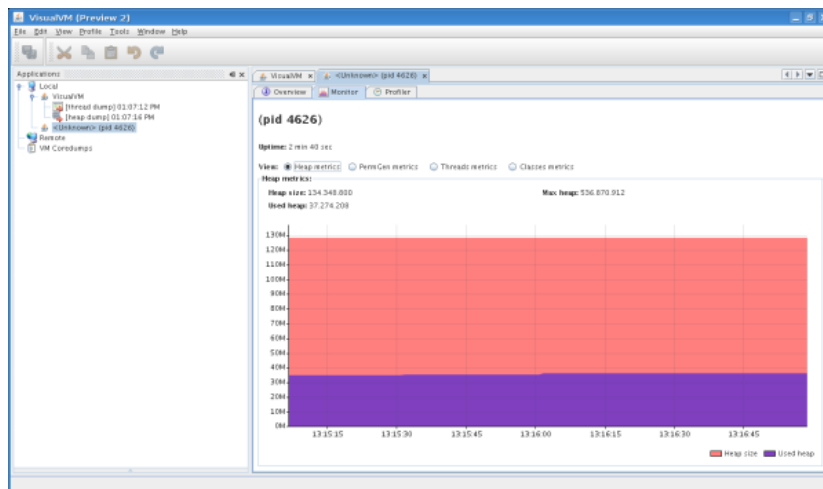 VisualVM (Preview 2)
File Edit View Profile Tools Window Help
Applications
Local
VisualVM
[thread dump] 01:07:12 PM
[heap dump] 01:07:16 PM
<Unknown> (pid 4626)
Remote
VM Coredumps
VisualVM <Unknown> (pid 4626)
Overview Monitor Profiler
(pid 4626)
Uptime: 2 min 40 sec
View: Heap metrics PermGen metrics Threads metrics Classes metrics
Heap metrics:
Heap size: 134.348.800 Max heap: 536.870.912
Used heap: 37.274.208
130M
120M
110M
100M
90M
80M
70M
60M
50M
40M
30M
20M
10M
0M
13:15:15 13:15:30 13:15:45 13:16:00 13:16:15 13:16:30 13:16:45
Heap size Used heap